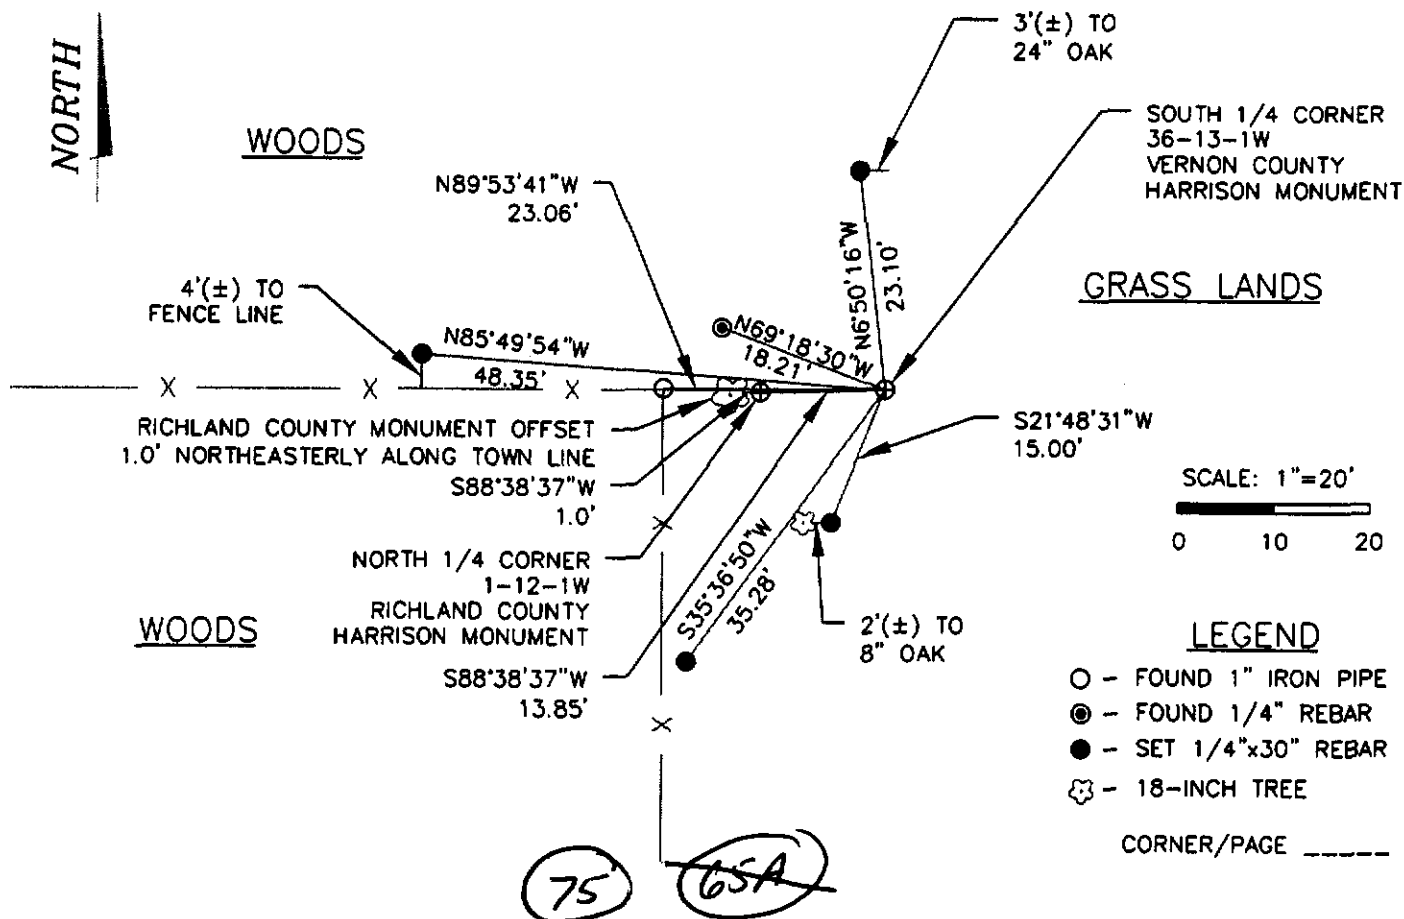 NORTH
WOODS
3'(±) TO
24" OAK
SOUTH 1/4 CORNER
36-13-1W
VERNON COUNTY
HARRISON MONUMENT
N89°53'41"W
23.06'
N6°50'16"W
23.10'
GRASS LANDS
4'(±) TO
FENCE LINE
N85°49'54"W
48.35'
N69°18'30"W
18.21'
X X X
RICHLAND COUNTY MONUMENT OFFSET
1.0' NORTHEASTERLY ALONG TOWN LINE
S88°38'37"W
1.0'
S21°48'31"W
15.00'
SCALE: 1"=20'
0 10 20
X
NORTH 1/4 CORNER
1-12-1W
RICHLAND COUNTY
HARRISON MONUMENT
S35°36'50"W
35.28'
2'(±) TO
8" OAK
WOODS
S88°38'37"W
13.85'
X
LEGEND
- FOUND 1" IRON PIPE
- FOUND 1/4" REBAR
- SET 1/4"x30" REBAR
- 18-INCH TREE
CORNER/PAGE _____
75 65A